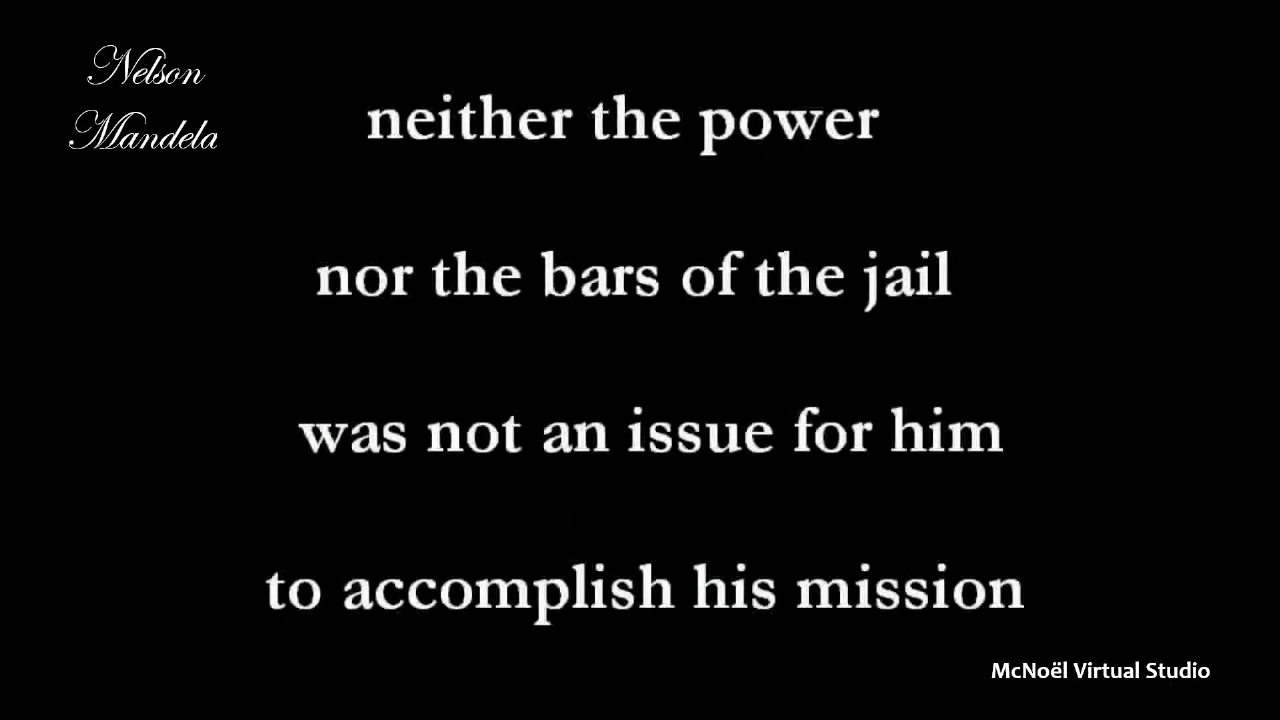 Nelson
Mandela
neither the power
nor the bars of the jail
was not an issue for him
to accomplish his mission
McNoël Virtual Studio